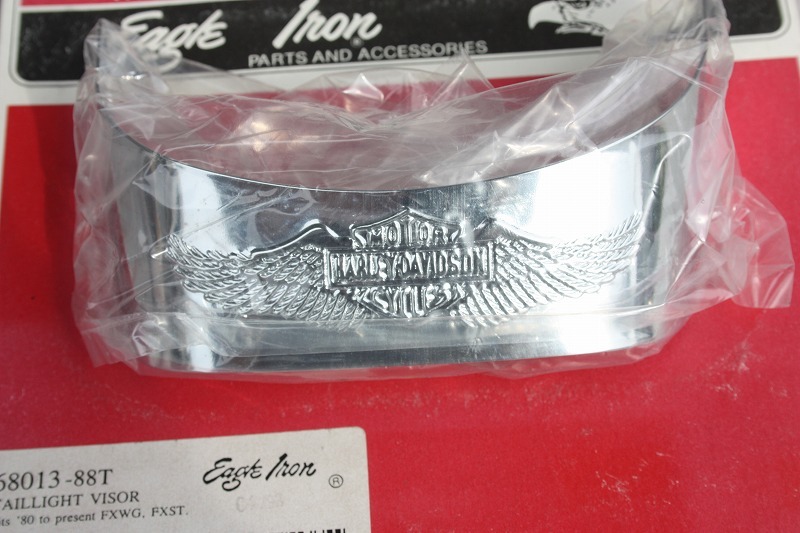 Eagle Iron
®
PARTS AND ACCESSORIES
MOTOR
HARLEY-DAVIDSON
CYCLES
68013-88T
Eagle Iron ®
TAILLIGHT VISOR
its '80 to present FXWG, FXST.